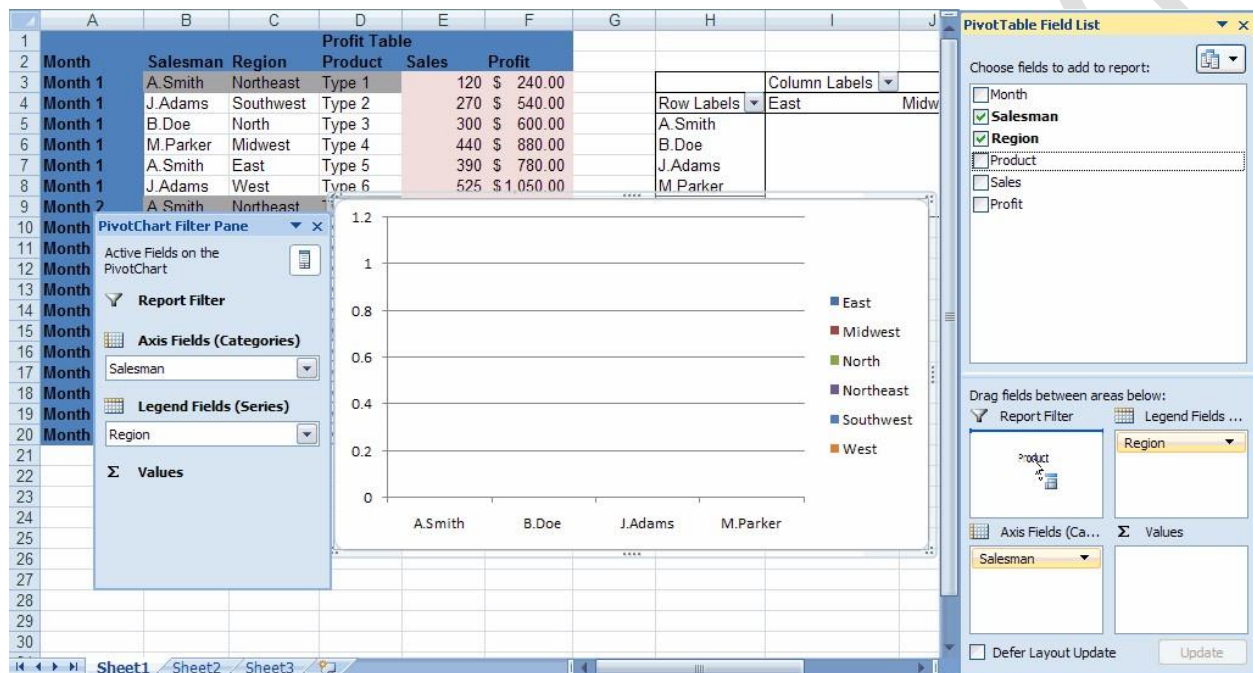 A B C D E F G H I J
1 Profit Table
2 Month Salesman Region Product Sales Profit
3 Month 1 A.Smith Northeast Type 1 120 $ 240.00 Column Labels
4 Month 1 J.Adams Southwest Type 2 270 $ 540.00 Row Labels East Midw
5 Month 1 B.Doe North Type 3 300 $ 600.00 A.Smith
6 Month 1 M.Parker Midwest Type 4 440 $ 880.00 B.Doe
7 Month 1 A.Smith East Type 5 390 $ 780.00 J.Adams
8 Month 1 J.Adams West Type 6 525 $1,050.00 M.Parker
9 Month 2 A.Smith Northeast
10 Month
11 Month
12 Month
13 Month
14 Month
15 Month
16 Month
17 Month
18 Month
19 Month
20 Month
21
22
23
24
25
26
27
28
29
30
PivotChart Filter Pane
Active Fields on the
PivotChart
Report Filter
Axis Fields (Categories)
Salesman
Legend Fields (Series)
Region
Σ Values
1.2
1
0.8
0.6
0.4
0.2
0
A.Smith B.Doe J.Adams M.Parker
East
Midwest
North
Northeast
Southwest
West
Sheet1 Sheet2 Sheet3
PivotTable Field List
Choose fields to add to report:
Month
Salesman
Region
Product
Sales
Profit
Drag fields between areas below:
Report Filter Legend Fields ...
Product Region
Axis Fields (Ca... Σ Values
Salesman
Defer Layout Update Update